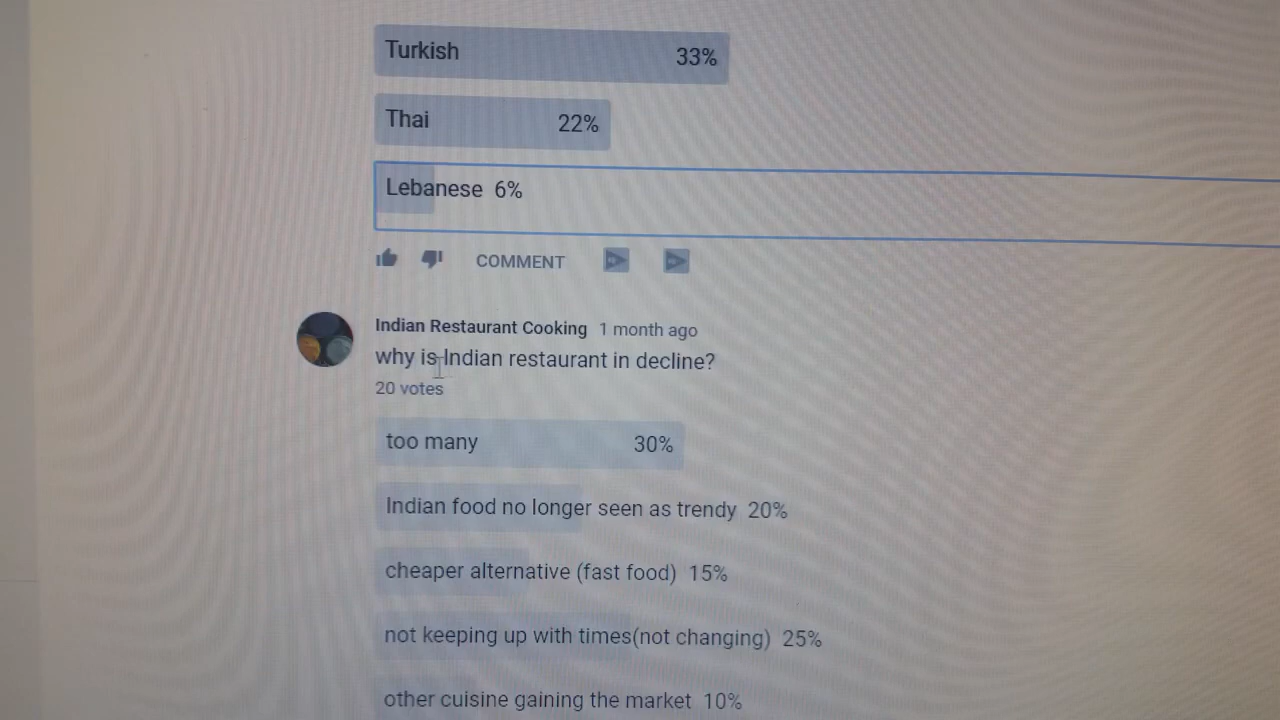 Turkish 33%
Thai 22%
Lebanese 6%
COMMENT
Indian Restaurant Cooking 1 month ago
why is Indian restaurant in decline?
20 votes
too many 30%
Indian food no longer seen as trendy 20%
cheaper alternative (fast food) 15%
not keeping up with times(not changing) 25%
other cuisine gaining the market 10%